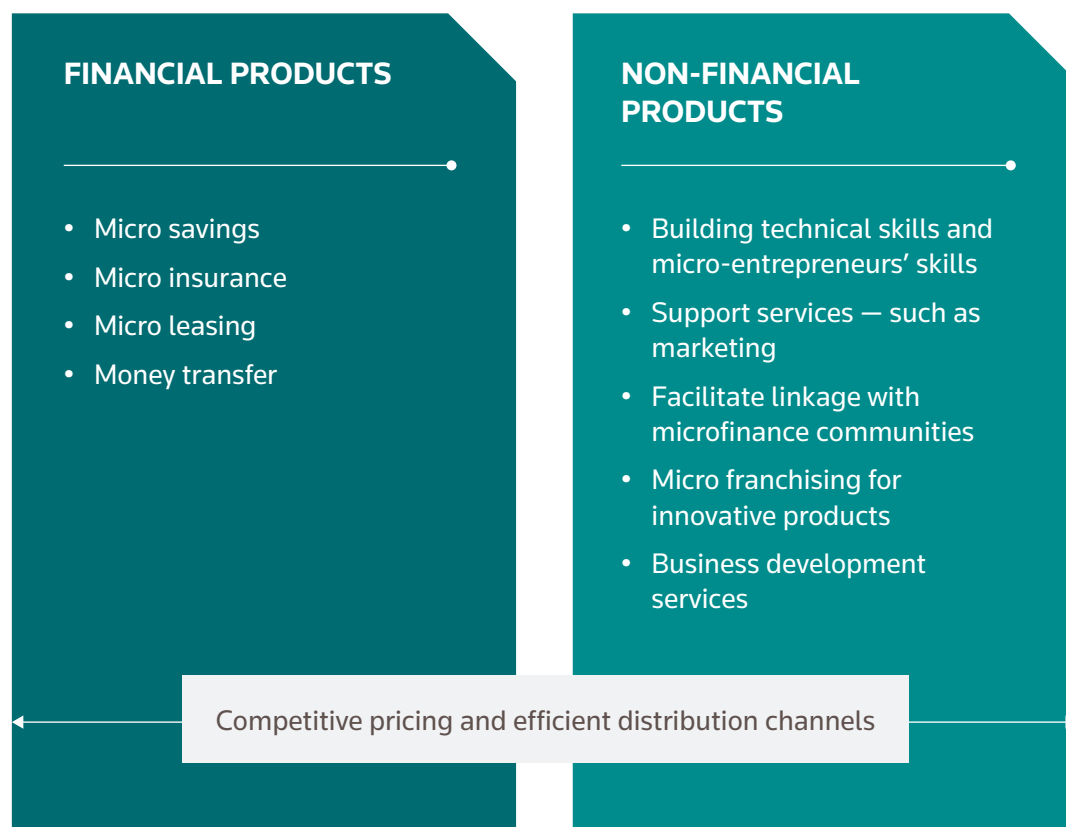 FINANCIAL PRODUCTS
• Micro savings
• Micro insurance
• Micro leasing
• Money transfer
NON-FINANCIAL
PRODUCTS
• Building technical skills and
micro-entrepreneurs’ skills
• Support services — such as
marketing
• Facilitate linkage with
microfinance communities
• Micro franchising for
innovative products
• Business development
services
Competitive pricing and efficient distribution channels